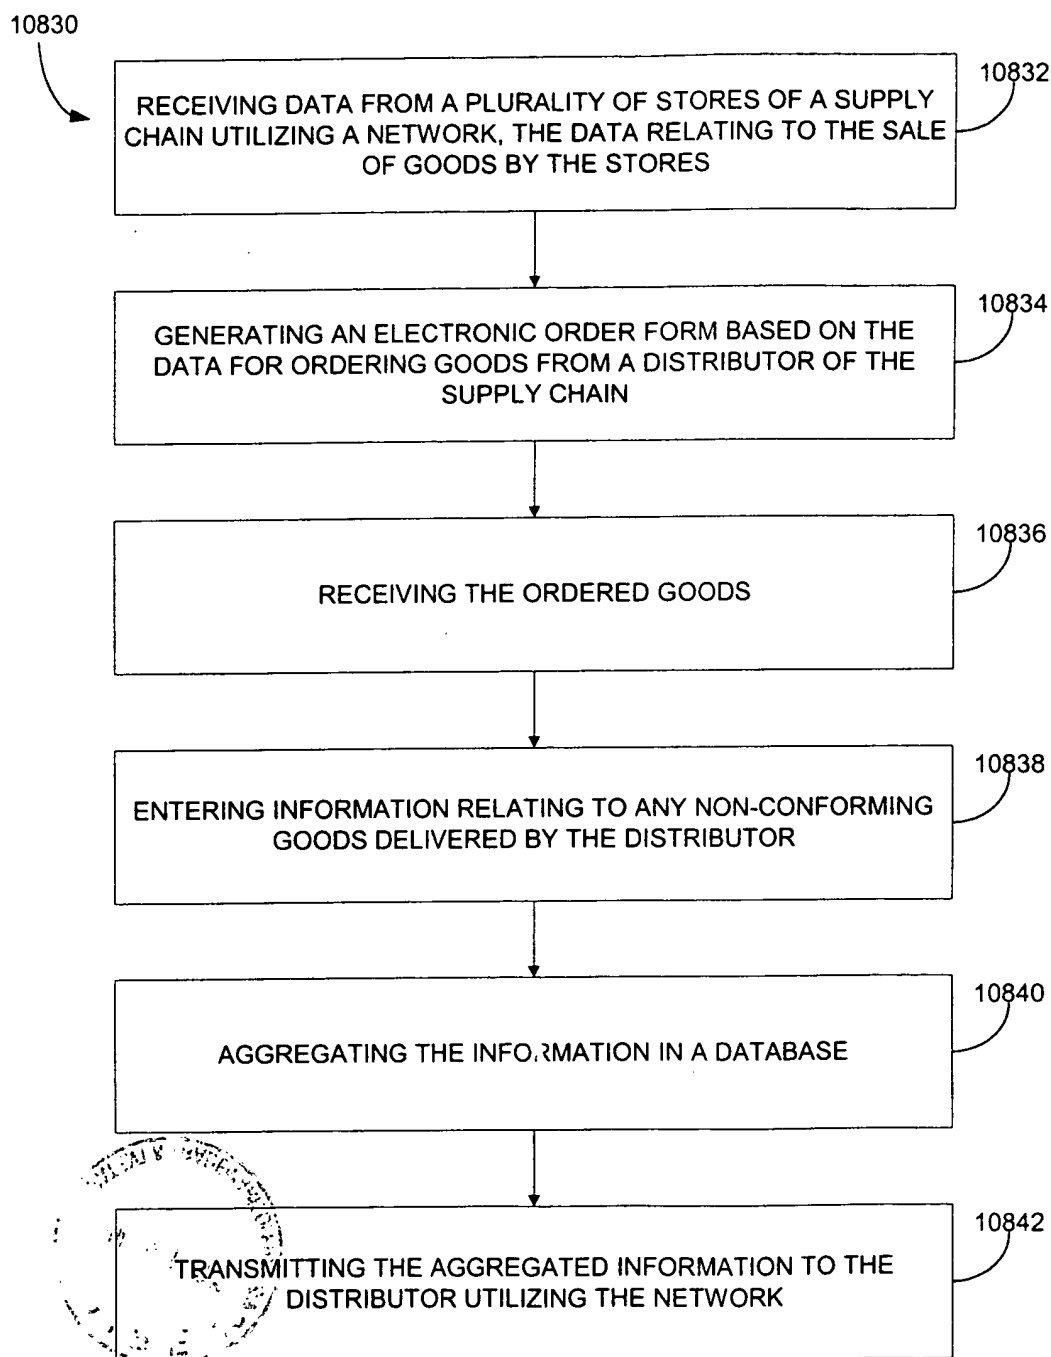 10830
10832
RECEIVING DATA FROM A PLURALITY OF STORES OF A SUPPLY
CHAIN UTILIZING A NETWORK, THE DATA RELATING TO THE SALE
OF GOODS BY THE STORES
10834
GENERATING AN ELECTRONIC ORDER FORM BASED ON THE
DATA FOR ORDERING GOODS FROM A DISTRIBUTOR OF THE
SUPPLY CHAIN
10836
RECEIVING THE ORDERED GOODS
10838
ENTERING INFORMATION RELATING TO ANY NON-CONFORMING
GOODS DELIVERED BY THE DISTRIBUTOR
10840
AGGREGATING THE INFORMATION IN A DATABASE
10842
TRANSMITTING THE AGGREGATED INFORMATION TO THE
DISTRIBUTOR UTILIZING THE NETWORK